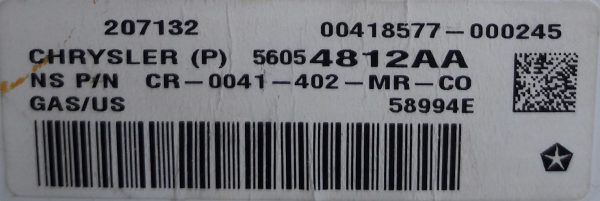 207132 00418577-000245
CHRYSLER (P) 56054812AA
NS P/N CR-0041-402-MR-CO
GAS/US 58994E